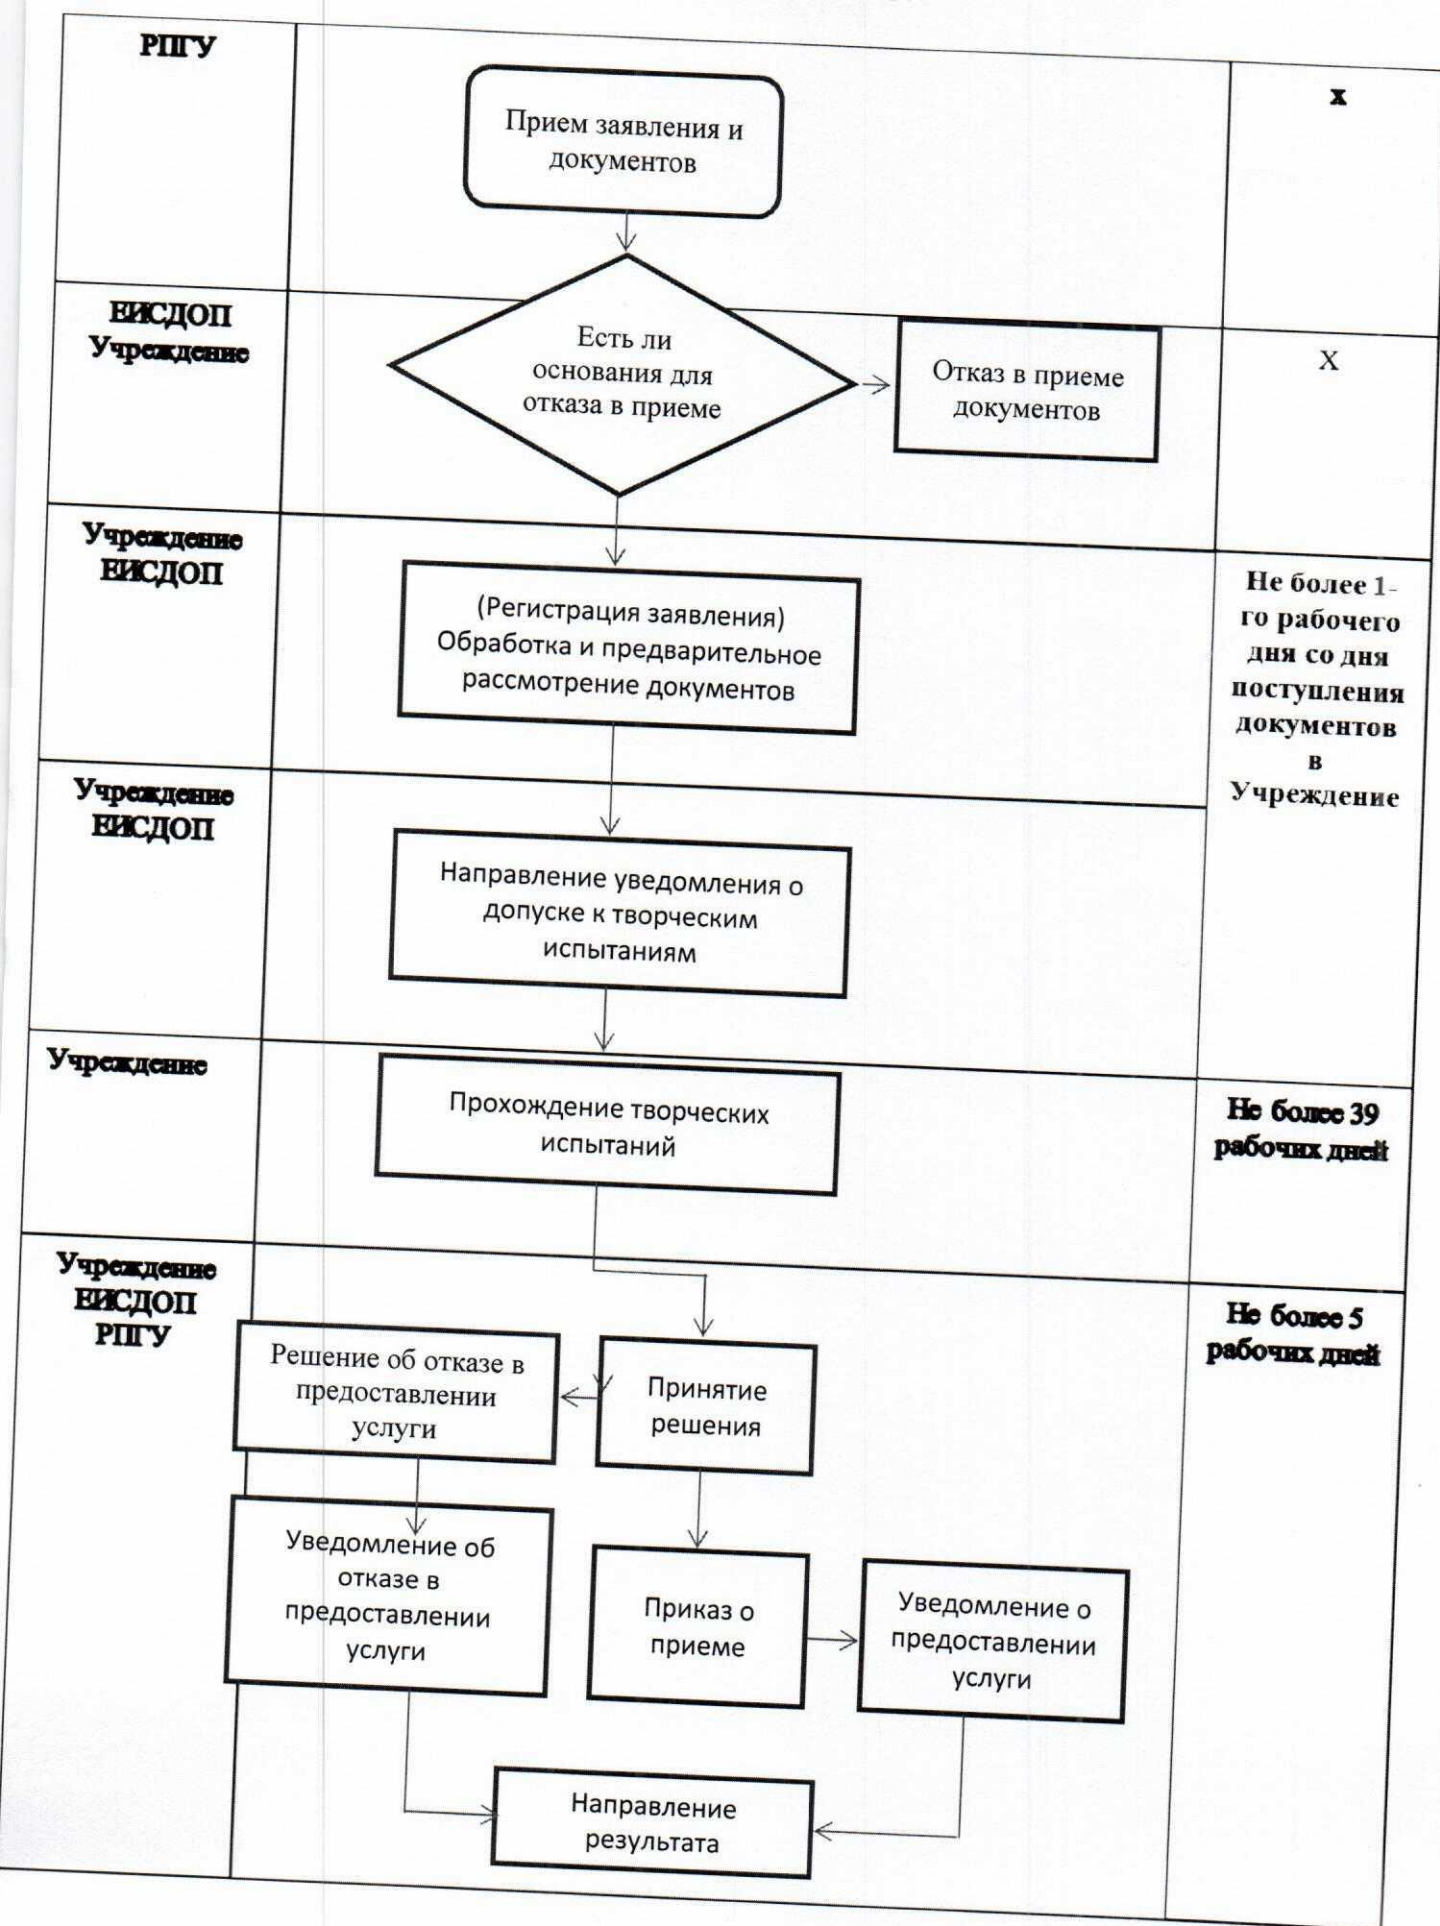 РПГУ
Прием заявления и
документов
x
ЕИСДОП
Учреждение
Есть ли
основания для
отказа в приеме
Отказ в приеме
документов
X
Учреждение
ЕИСДОП
(Регистрация заявления)
Обработка и предварительное
рассмотрение документов
Не более 1-
го рабочего
дня со дня
поступления
документов
в
Учреждение
Учреждение
ЕИСДОП
Направление уведомления о
допуске к творческим
испытаниям
Учреждение
Прохождение творческих
испытаний
Не более 39
рабочих дней
Учреждение
ЕИСДОП
РПГУ
Решение об отказе в
предоставлении
услуги
Принятие
решения
Не более 5
рабочих дней
Уведомление об
отказе в
предоставлении
услуги
Приказ о
приеме
Уведомление о
предоставлении
услуги
Направление
результата